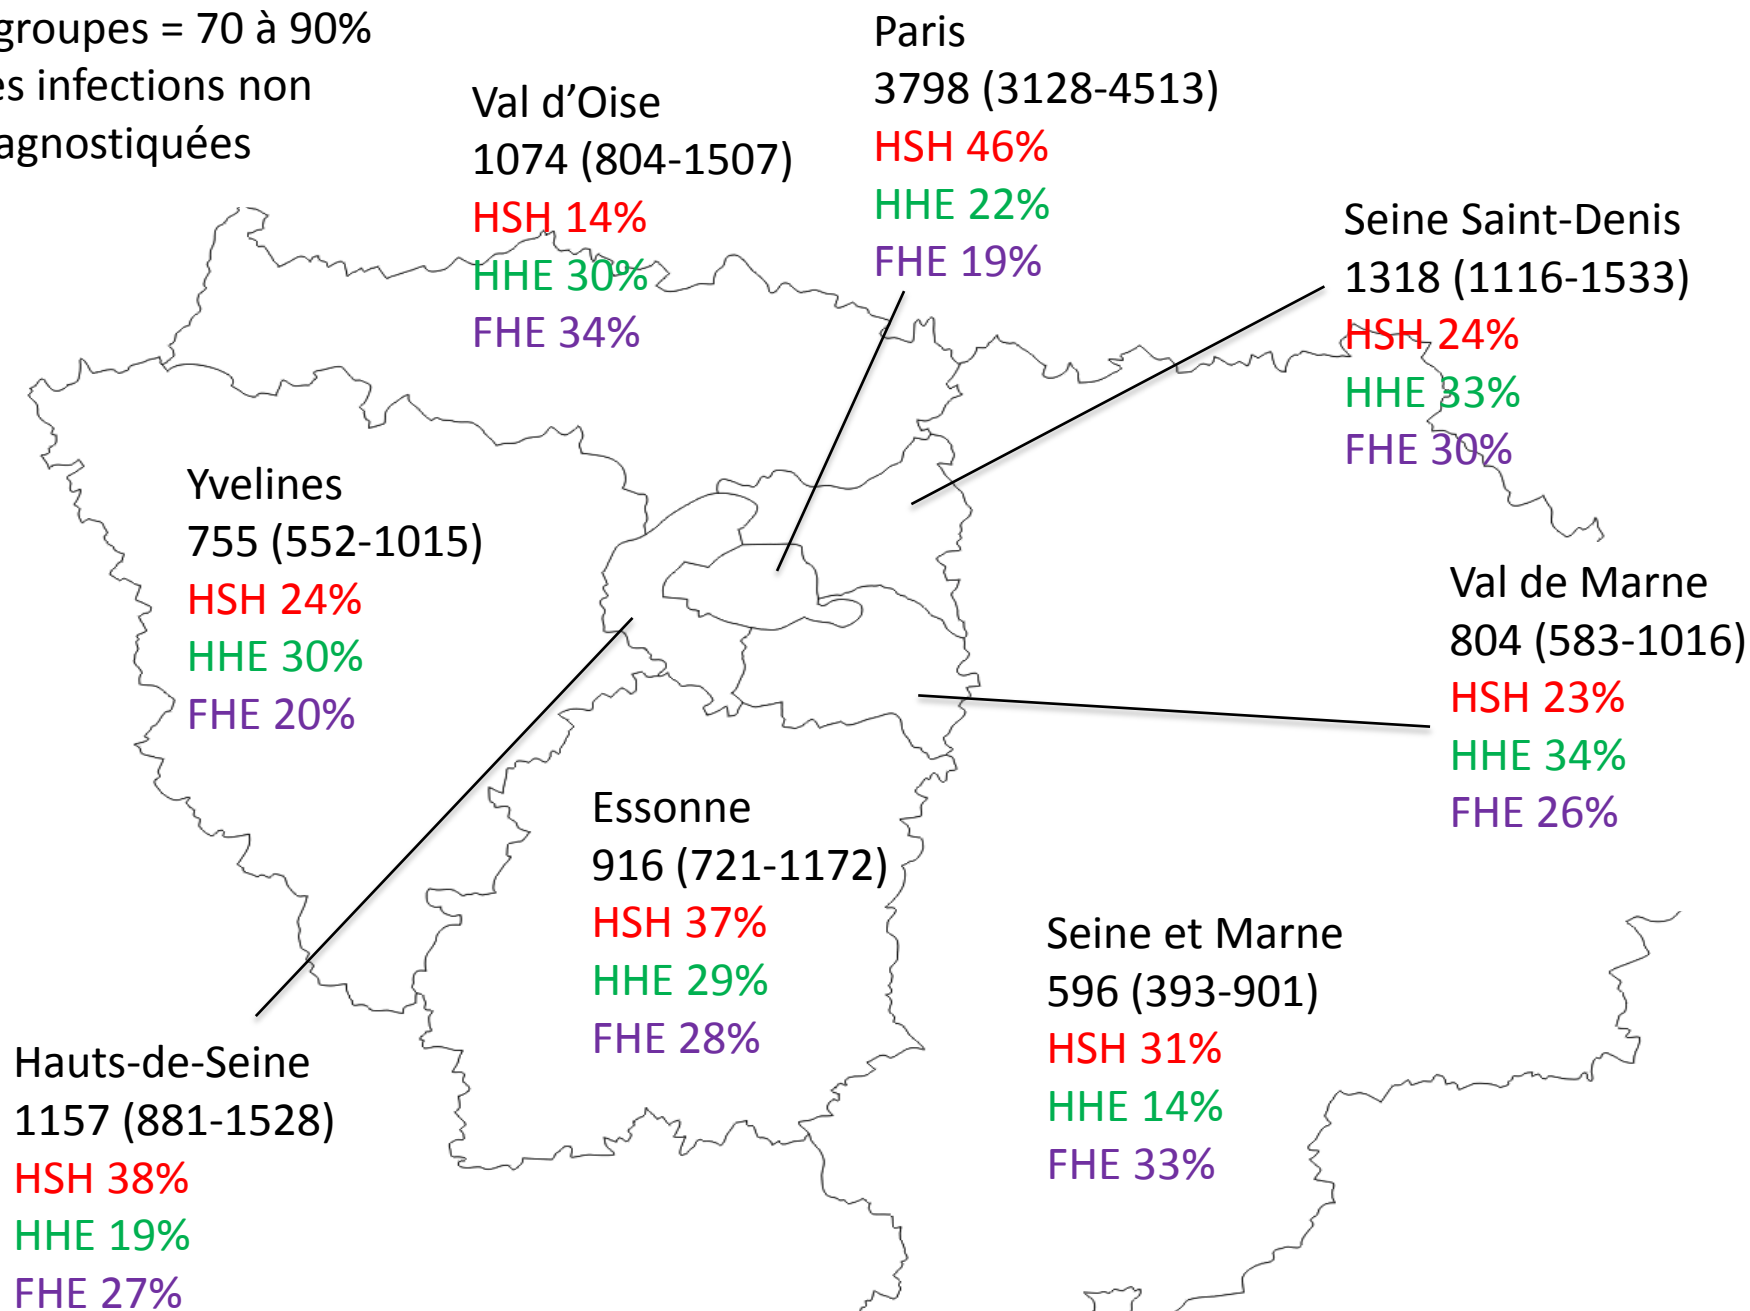 groupes = 70 à 90%
es infections non
agnostiquées
Val d’Oise
1074 (804-1507)
HSH 14%
HHE 30%
FHE 34%
Paris
3798 (3128-4513)
HSH 46%
HHE 22%
FHE 19%
Seine Saint-Denis
1318 (1116-1533)
HSH 24%
HHE 33%
FHE 30%
Yvelines
755 (552-1015)
HSH 24%
HHE 30%
FHE 20%
Val de Marne
804 (583-1016)
HSH 23%
HHE 34%
FHE 26%
Essonne
916 (721-1172)
HSH 37%
HHE 29%
FHE 28%
Seine et Marne
596 (393-901)
HSH 31%
HHE 14%
FHE 33%
Hauts-de-Seine
1157 (881-1528)
HSH 38%
HHE 19%
FHE 27%